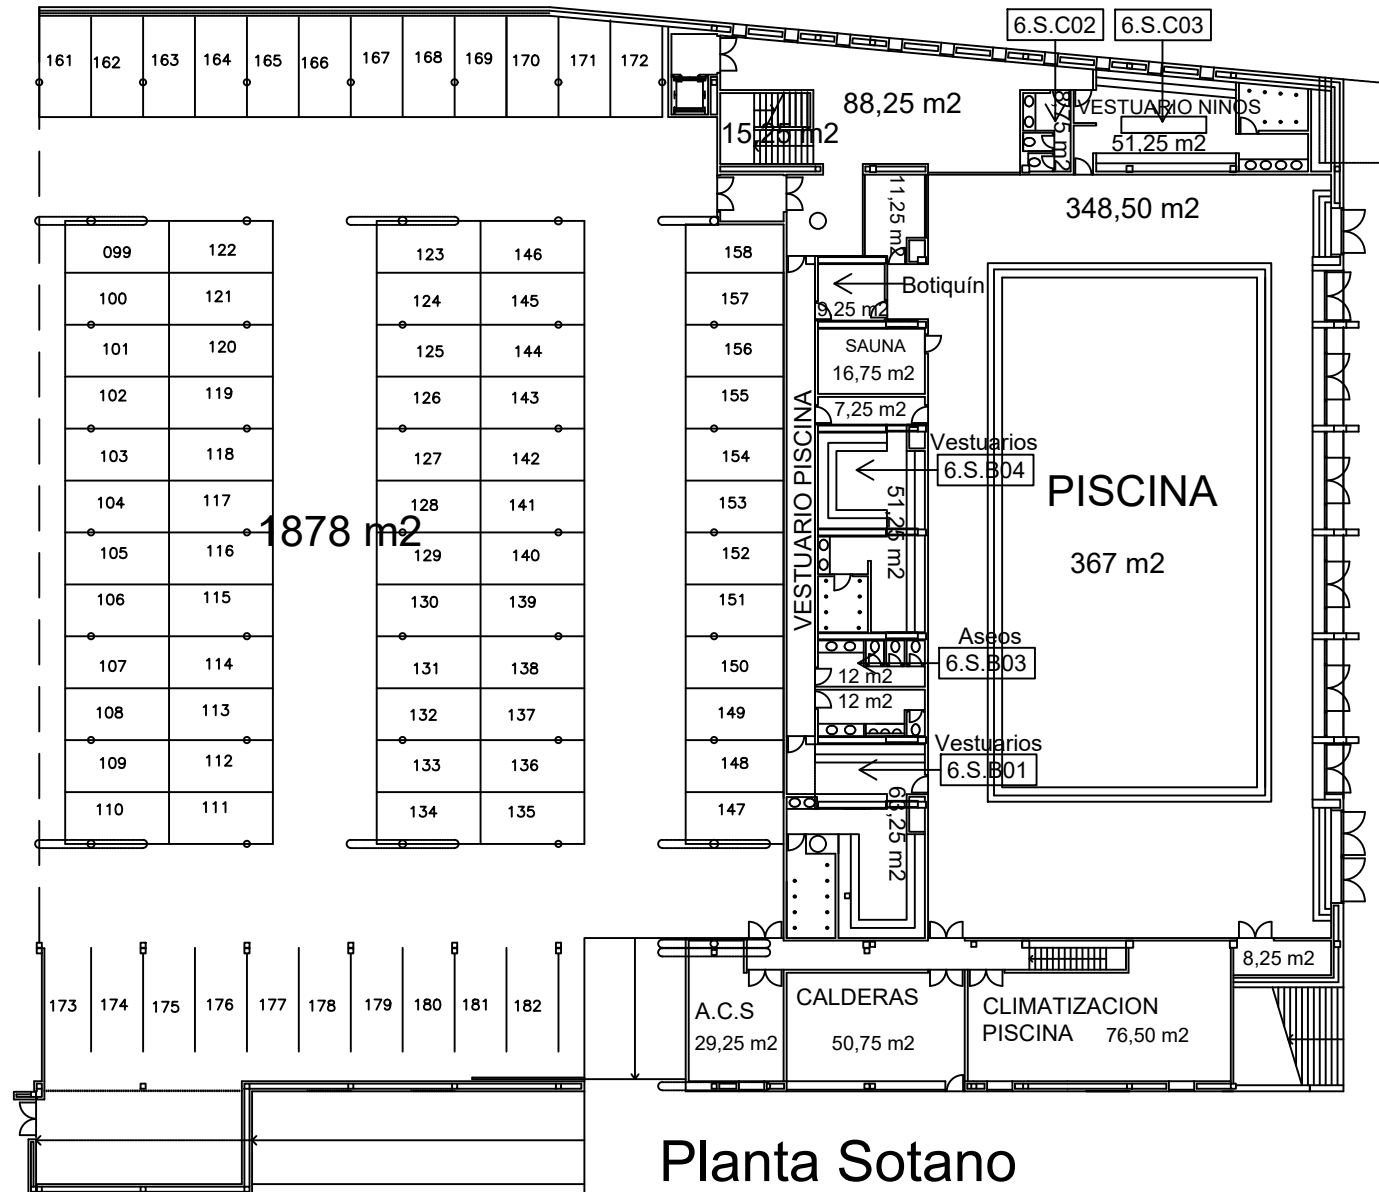 6.S.C02 6.S.C03
161 162 163 164 165 166 167 168 169 170 171 172
88,25 m2
15,25 m2
8,75 m2
VESTUARIO NIÑOS
51,25 m2
11,25 m2
348,50 m2
099 122 123 146 158
100 121 124 145 157
101 120 125 144 156
102 119 126 143 155
103 118 127 142 154
104 117 128 141 153
1878 m2
105 116 129 140 152
106 115 130 139 151
107 114 131 138 150
108 113 132 137 149
109 112 133 136 148
110 111 134 135 147
Botiquín
9,25 m2
SAUNA
16,75 m2
7,25 m2
VESTUARIO PISCINA
Vestuarios
6.S.B04
51,25 m2
PISCINA
367 m2
Aseos
6.S.B03
12 m2
12 m2
Vestuarios
6.S.B01
63,25 m2
8,25 m2
173 174 175 176 177 178 179 180 181 182
A.C.S
29,25 m2
CALDERAS
50,75 m2
CLIMATIZACION
PISCINA 76,50 m2
Planta Sotano